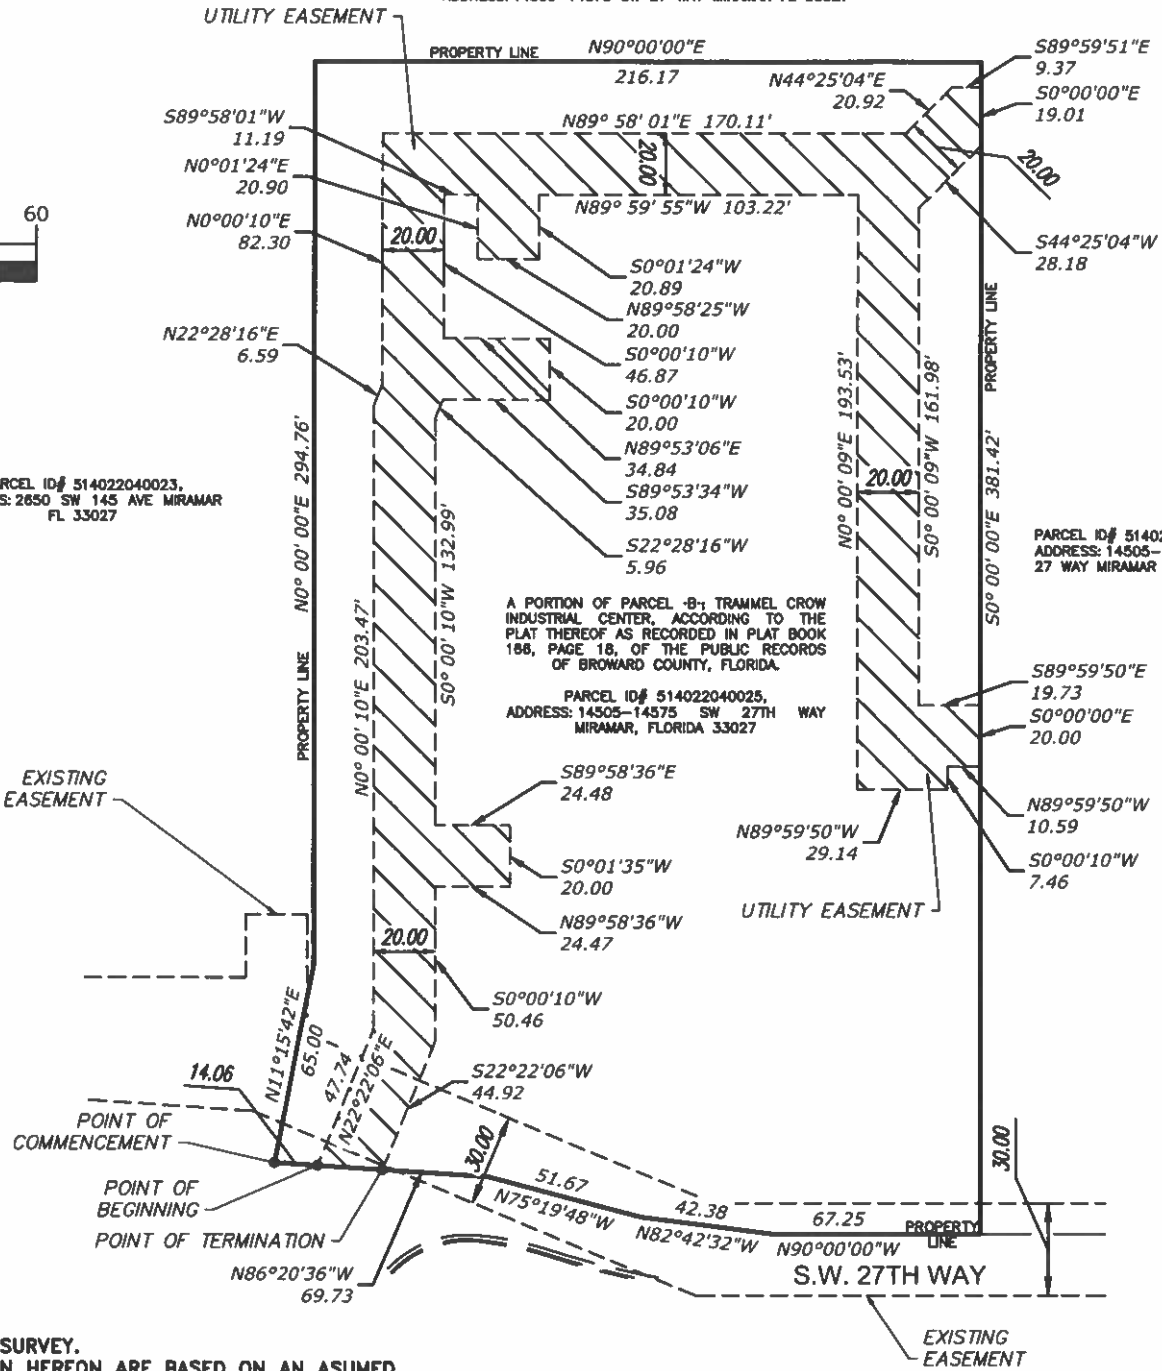 UTILITY EASEMENT
PROPERTY LINE
N90°00'00"E
216.17
S89°59'51"E
9.37
N44°25'04"E
20.92
S0°00'00"E
19.01
S89°58'01"W
11.19
N89° 58' 01"E 170.11'
20.00
20.00
N0°01'24"E
20.90
N89° 59' 55"W 103.22'
60
N0°00'10"E
82.30
20.00
S44°25'04"W
28.18
S0°01'24"W
20.89
N89°58'25"W
20.00
PROPERTY LINE
N22°28'16"E
6.59
S0°00'10"W
46.87
S0°00'10"W
20.00
N89°53'06"E
34.84
S89°53'34"W
35.08
S22°28'16"W
5.96
N0° 00' 00"E 294.76'
N0° 00' 09"E 193.53'
20.00
S0° 00' 09"W 161.98'
S0° 00' 00"E 381.42'
RCEL ID# 514022040023,
S: 2650 SW 145 AVE MIRAMAR
FL 33027
S0° 00' 10"W 132.99'
PARCEL ID# 51402
ADDRESS: 14505-
27 WAY MIRAMAR
A PORTION OF PARCEL -B-; TRAMMEL CROW
INDUSTRIAL CENTER, ACCORDING TO THE
PLAT THEREOF AS RECORDED IN PLAT BOOK
166, PAGE 18, OF THE PUBLIC RECORDS
OF BROWARD COUNTY, FLORIDA.
PARCEL ID# 514022040025,
ADDRESS: 14505-14575 SW 27TH WAY
MIRAMAR, FLORIDA 33027
PROPERTY LINE
N0° 00' 10"E 203.47'
S89°59'50"E
19.73
S0°00'00"E
20.00
EXISTING
EASEMENT
S89°58'36"E
24.48
N89°59'50"W
10.59
N89°59'50"W
29.14
S0°01'35"W
20.00
S0°00'10"W
7.46
UTILITY EASEMENT
N89°58'36"W
24.47
20.00
S0°00'10"W
50.46
N11°15'42"E
65.00
47.74
N22°22'06"E
14.06
S22°22'06"W
44.92
POINT OF
COMMENCEMENT
30.00
30.00
POINT OF
BEGINNING
51.67
N75°19'48"W
42.38
N82°42'32"W
67.25
N90°00'00"W
PROPERTY
LINE
POINT OF TERMINATION
N86°20'36"W
69.73
S.W. 27TH WAY
EXISTING
EASEMENT
SURVEY.
N HEREON ARE BASED ON AN ASUMED